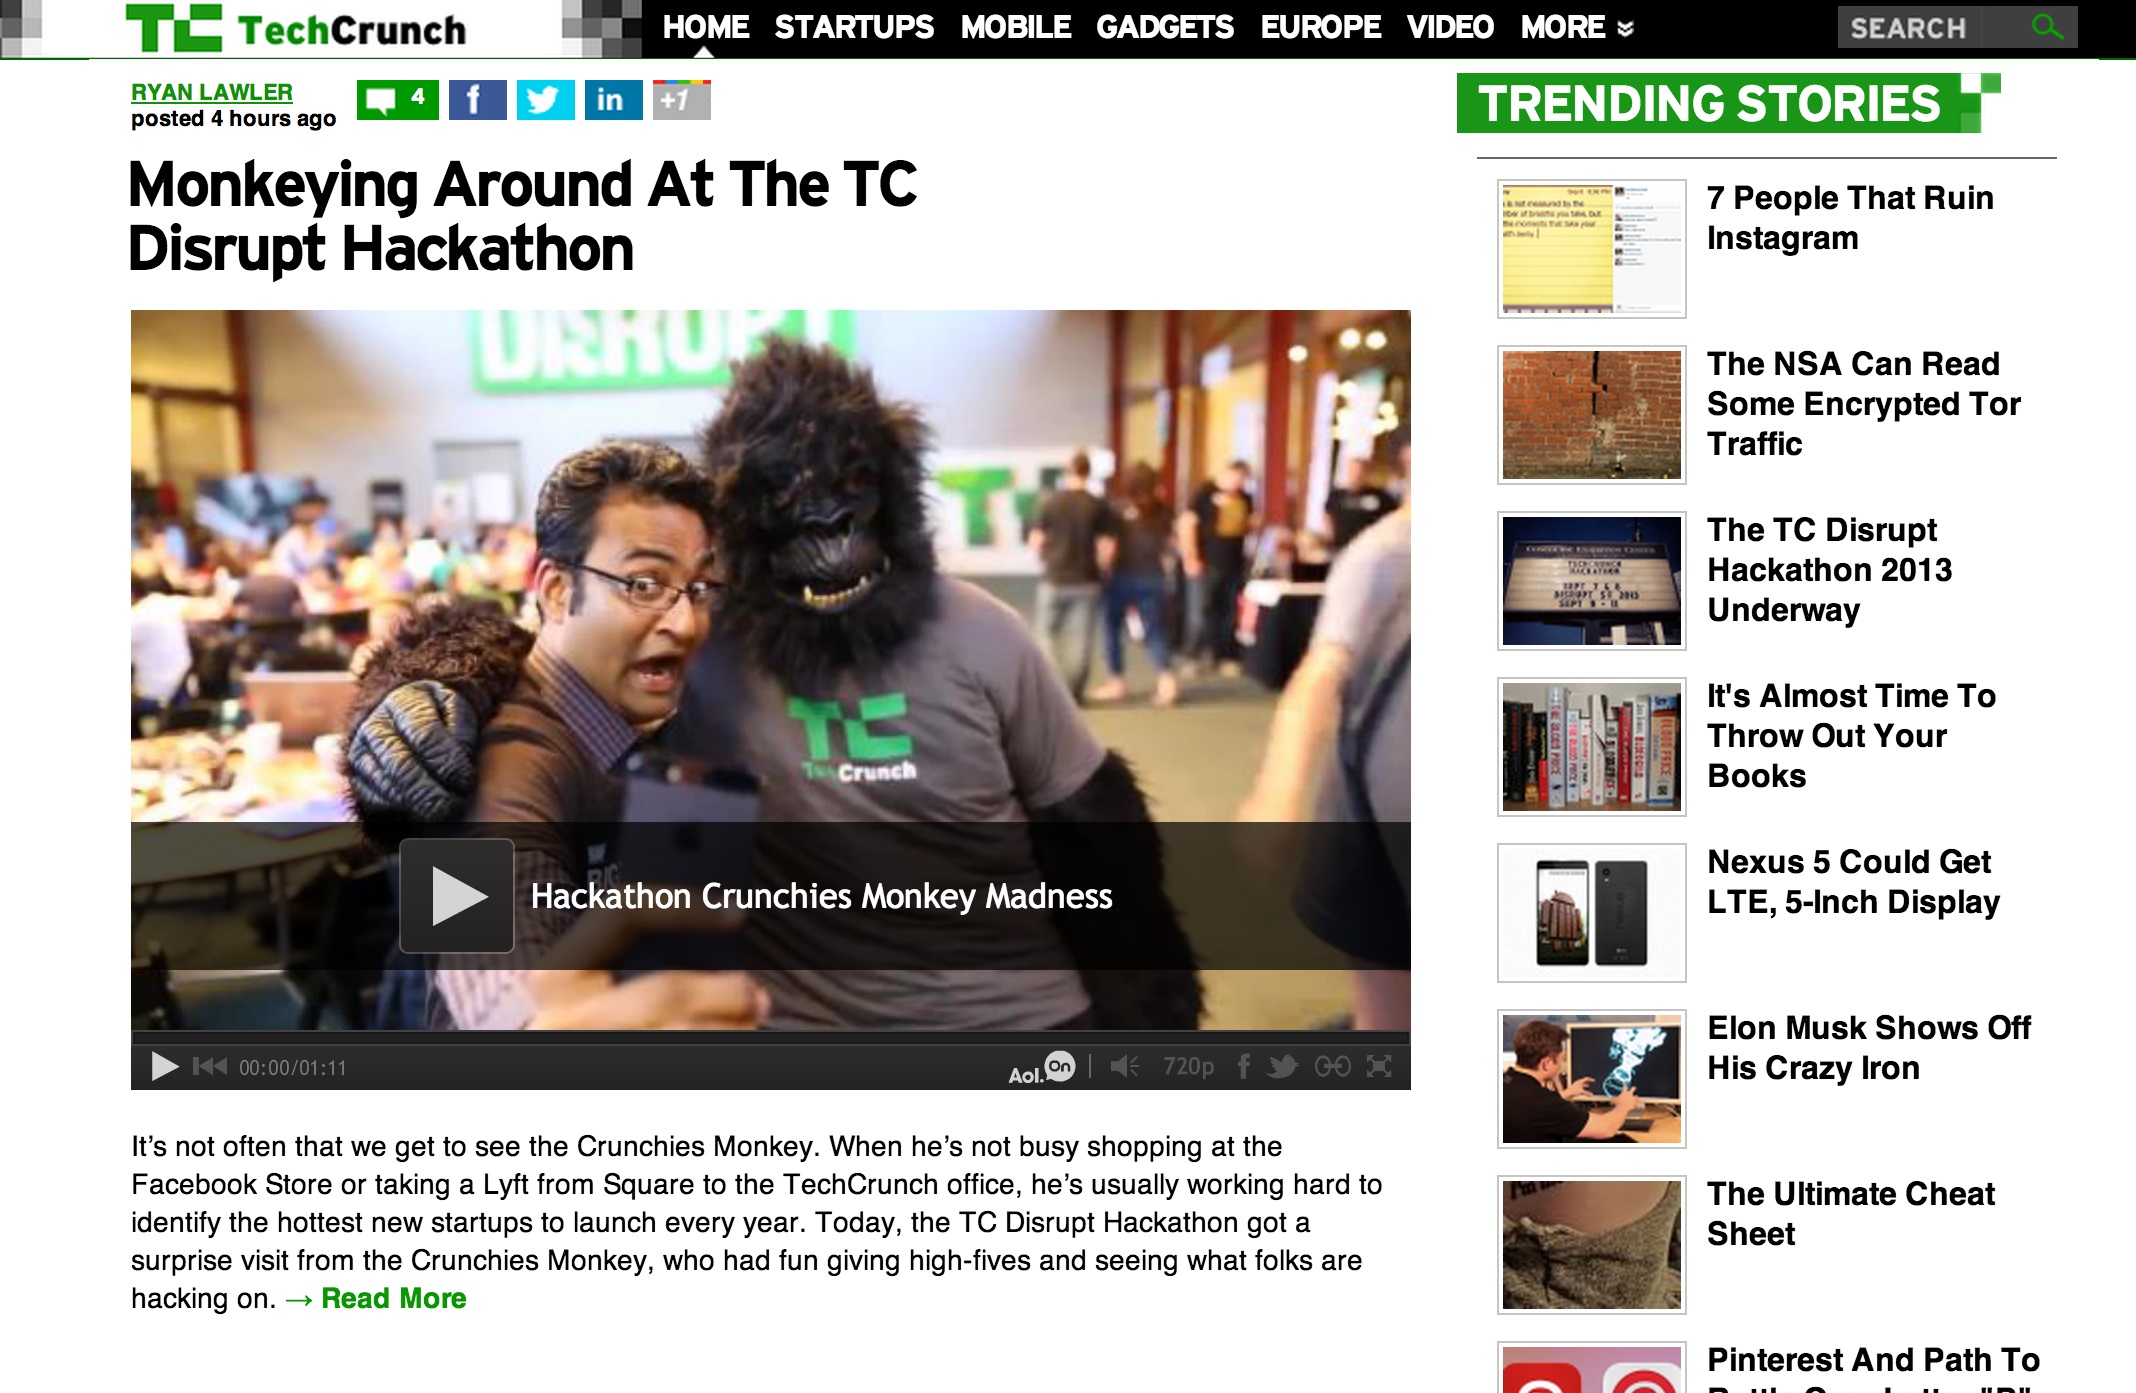 TechCrunch
HOME STARTUPS MOBILE GADGETS EUROPE VIDEO MORE
SEARCH
RYAN LAWLER
posted 4 hours ago
4
f
in
+1
Monkeying Around At The TC
Disrupt Hackathon
DISRUPT
TC
TechCrunch
Hackathon Crunchies Monkey Madness
00:00/01:11
Aol.On
720p
It’s not often that we get to see the Crunchies Monkey. When he’s not busy shopping at the
Facebook Store or taking a Lyft from Square to the TechCrunch office, he’s usually working hard to
identify the hottest new startups to launch every year. Today, the TC Disrupt Hackathon got a
surprise visit from the Crunchies Monkey, who had fun giving high-fives and seeing what folks are
hacking on. → Read More
TRENDING STORIES
7 People That Ruin
Instagram
The NSA Can Read
Some Encrypted Tor
Traffic
The TC Disrupt
Hackathon 2013
Underway
It's Almost Time To
Throw Out Your
Books
Nexus 5 Could Get
LTE, 5-Inch Display
Elon Musk Shows Off
His Crazy Iron
The Ultimate Cheat
Sheet
Pinterest And Path To